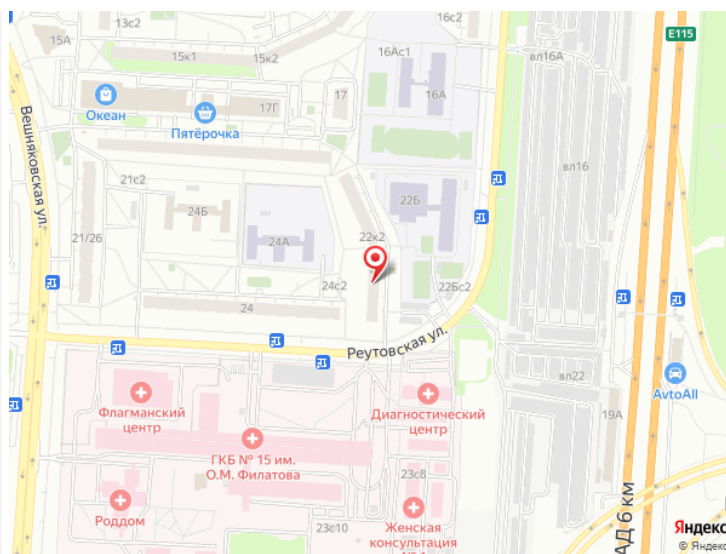 13с2
16с2
15А
15к1
15к2
16Ас1
вл16А
Е115
16А
Океан
17Г
17
Пятёрочка
Вешняковская ул.
вл16
21с2
24Б
22Б
21/26
24А
22к2
24с2
22Бс2
24
Реутовская ул.
вл22
AvtoAll
19А
Флагманский
центр
Диагностический
центр
ГКБ № 15 им.
О.М. Филатова
23с8
Роддом
23с10
Женская
консультация
АД 6 км
Яндекс
© Яндекс